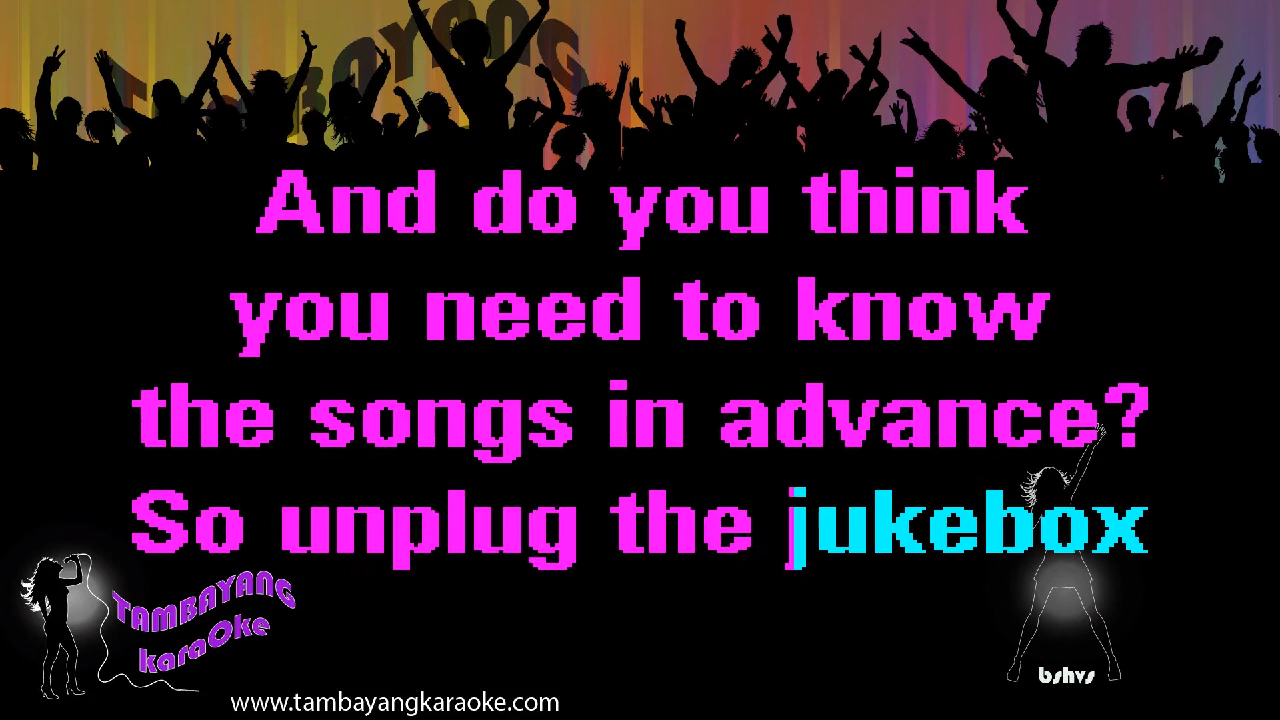 TAMBAYANG
And do you think
you need to know
the songs in advance?
So unplug the jukebox
TAMBAYANG
karaOke
bshvs
www.tambayangkaraoke.com